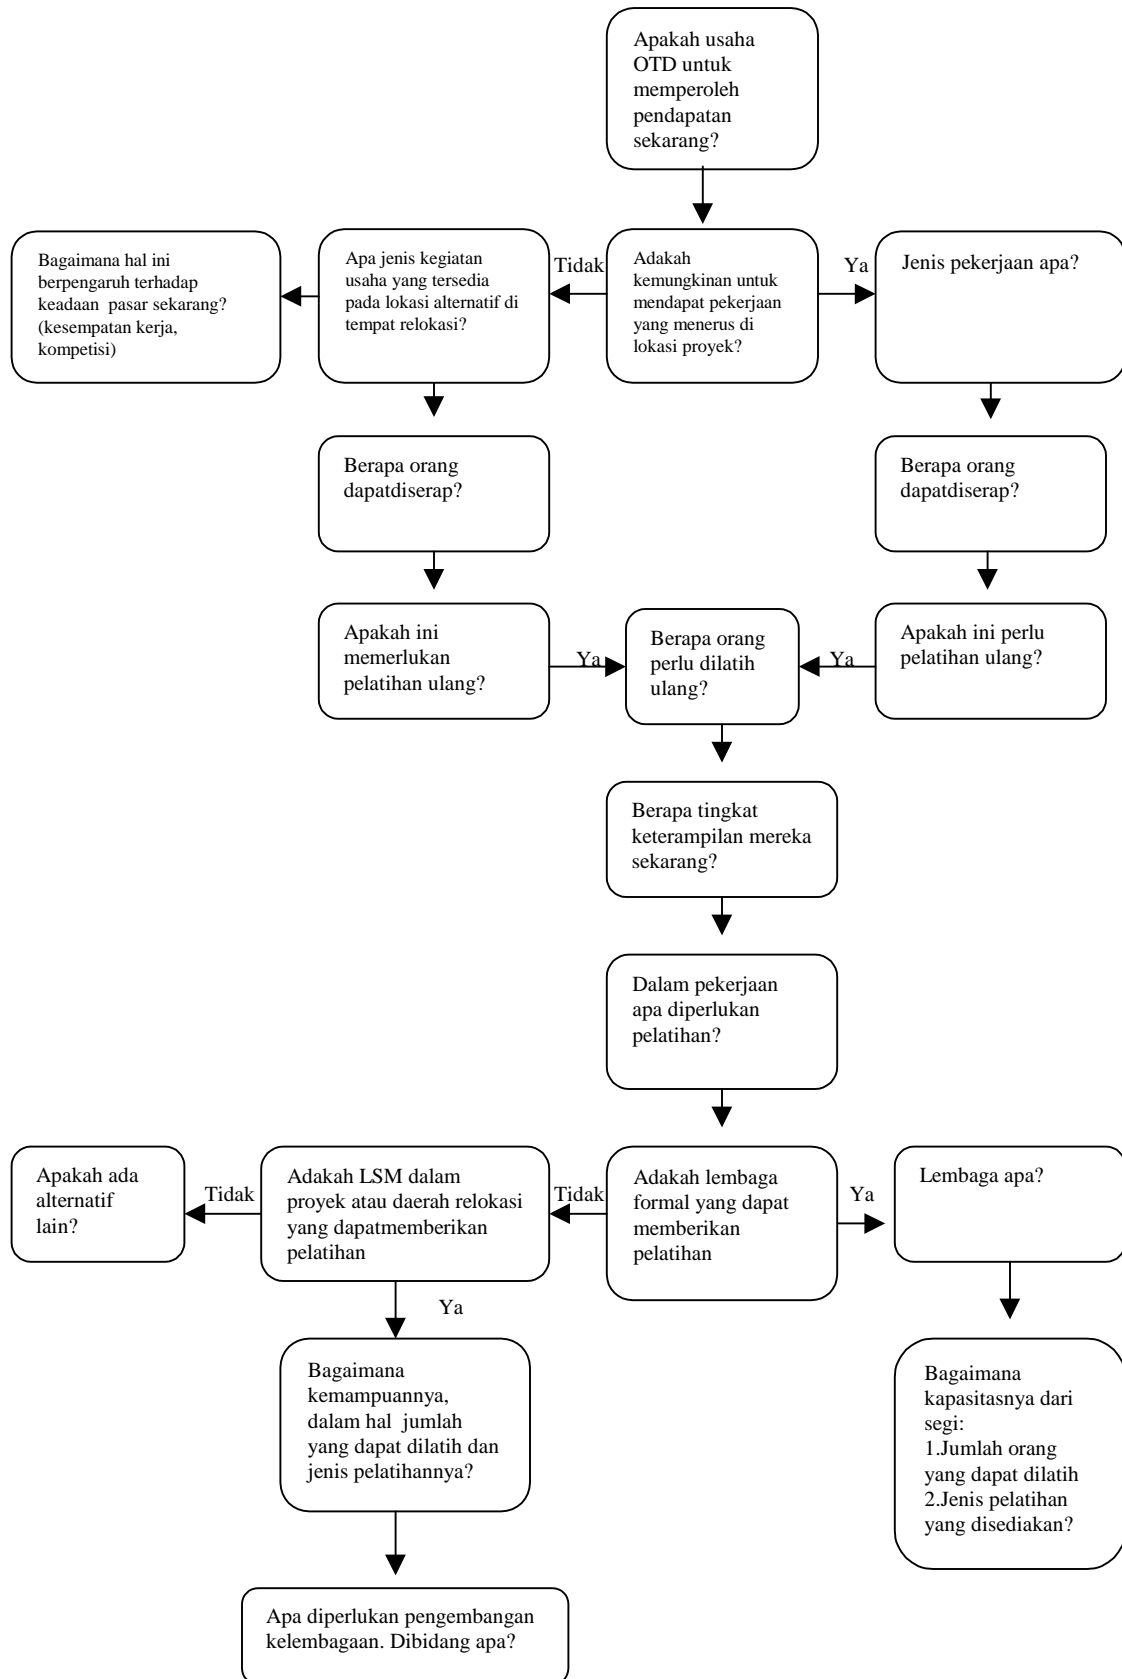 Apakah usaha
OTD untuk
memperoleh
pendapatan
sekarang?
Bagaimana hal ini
berpengaruh terhadap
keadaan pasar sekarang?
(kesempatan kerja,
kompetisi)
Apa jenis kegiatan
usaha yang tersedia
pada lokasi alternatif di
tempat relokasi?
Tidak
Adakah
kemungkinan untuk
mendapat pekerjaan
yang menerus di
lokasi proyek?
Ya
Jenis pekerjaan apa?
Berapa orang
dapatdiserap?
Berapa orang
dapatdiserap?
Apakah ini
memerlukan
pelatihan ulang?
Ya
Berapa orang
perlu dilatih
ulang?
Ya
Apakah ini perlu
pelatihan ulang?
Berapa tingkat
keterampilan mereka
sekarang?
Dalam pekerjaan
apa diperlukan
pelatihan?
Apakah ada
alternatif
lain?
Tidak
Adakah LSM dalam
proyek atau daerah relokasi
yang dapatmemberikan
pelatihan
Tidak
Adakah lembaga
formal yang dapat
memberikan
pelatihan
Ya
Lembaga apa?
Ya
Bagaimana
kemampuannya,
dalam hal jumlah
yang dapat dilatih dan
jenis pelatihannya?
Bagaimana
kapasitasnya dari
segi:
1.Jumlah orang
yang dapat dilatih
2.Jenis pelatihan
yang disediakan?
Apa diperlukan pengembangan
kelembagaan. Dibidang apa?